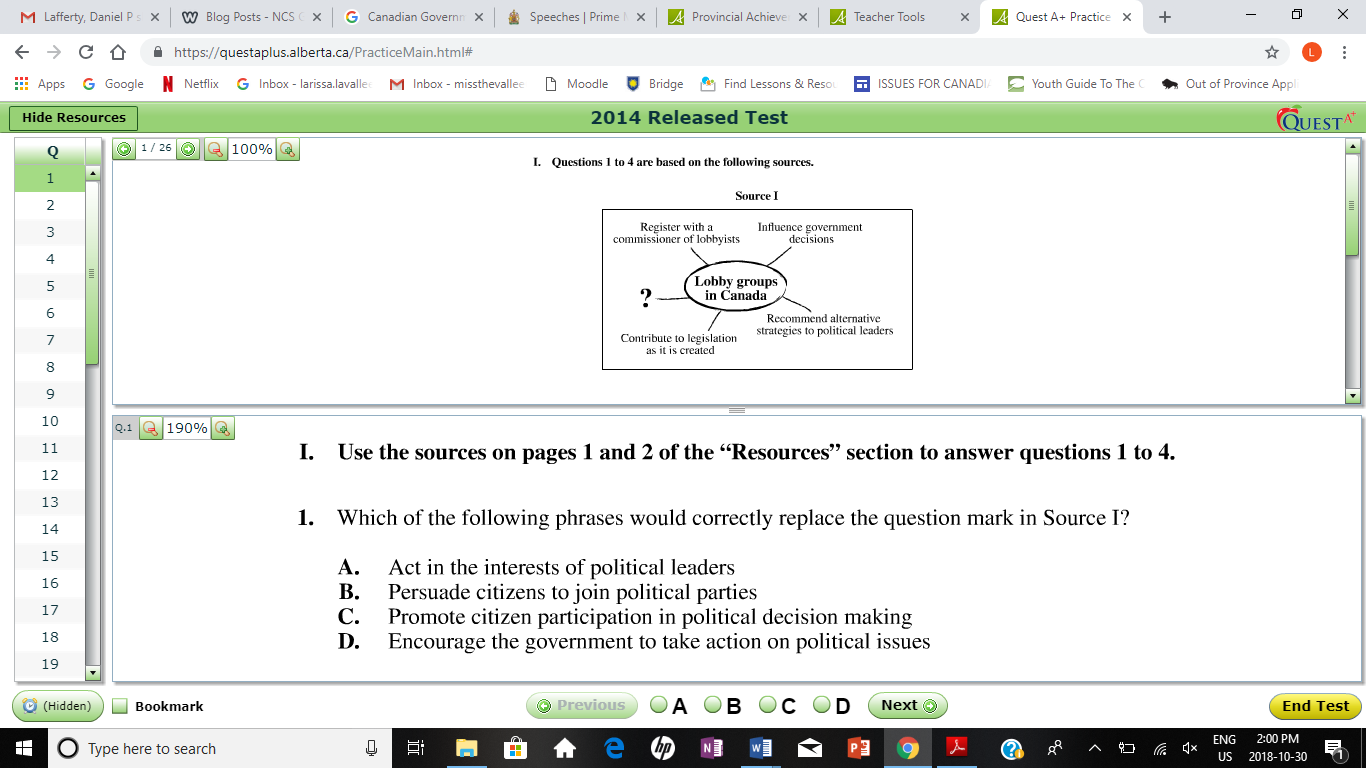 Lafferty, Daniel P s
Blog Posts - NCS G
Canadian Governm
Speeches | Prime M
Provincial Achieve
Teacher Tools
Quest A+ Practice
https://questaplus.alberta.ca/PracticeMain.html#
L
Apps
Google
Netflix
Inbox - larissa.lavalle
Inbox - missthevallee
Moodle
Bridge
Find Lessons & Resou
ISSUES FOR CANADI
Youth Guide To The C
Out of Province Appl
Hide Resources
2014 Released Test
QUEST A+
Q
1
2
3
4
5
6
7
8
9
10
11
12
13
14
15
16
17
18
19
1 / 26
100%
I. Questions 1 to 4 are based on the following sources.
Source I
Register with a
commissioner of lobbyists
Influence government
decisions
Lobby groups
in Canada
?
Recommend alternative
strategies to political leaders
Contribute to legislation
as it is created
Q.1
190%
I. Use the sources on pages 1 and 2 of the “Resources” section to answer questions 1 to 4.
1. Which of the following phrases would correctly replace the question mark in Source I?
A. Act in the interests of political leaders
B. Persuade citizens to join political parties
C. Promote citizen participation in political decision making
D. Encourage the government to take action on political issues
(Hidden)
Bookmark
Previous
A
B
C
D
Next
End Test
Type here to search
ENG
US
2:00 PM
2018-10-30
1